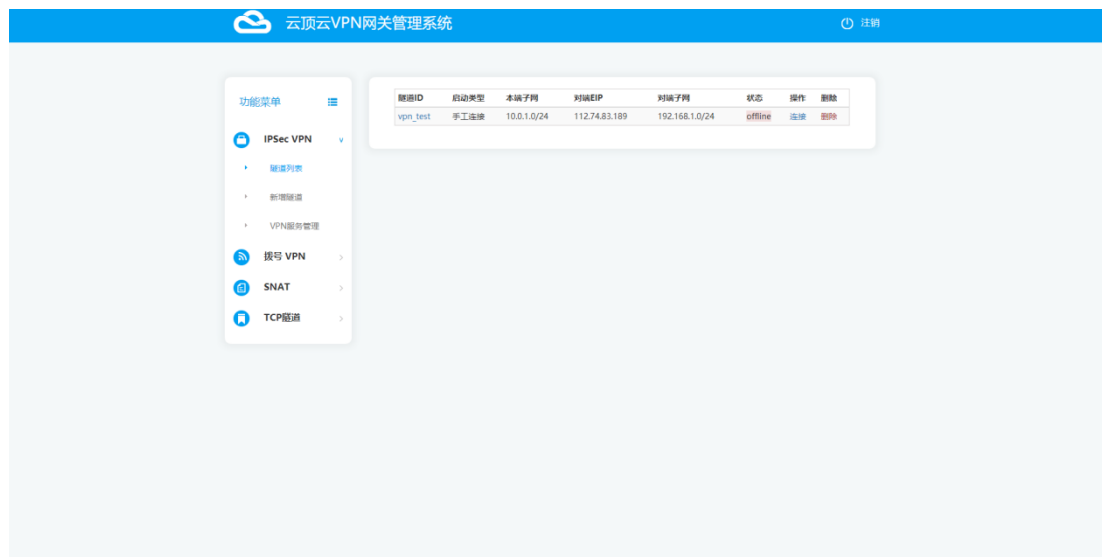 云顶云VPN网关管理系统
注销
功能菜单
IPSec VPN
隧道列表
新增隧道
VPN服务管理
拨号 VPN
SNAT
TCP隧道
隧道ID 启动类型 本端子网 对端EIP 对端子网 状态 操作 删除
vpn_test 手工连接 10.0.1.0/24 112.74.83.189 192.168.1.0/24 offline 连接 删除